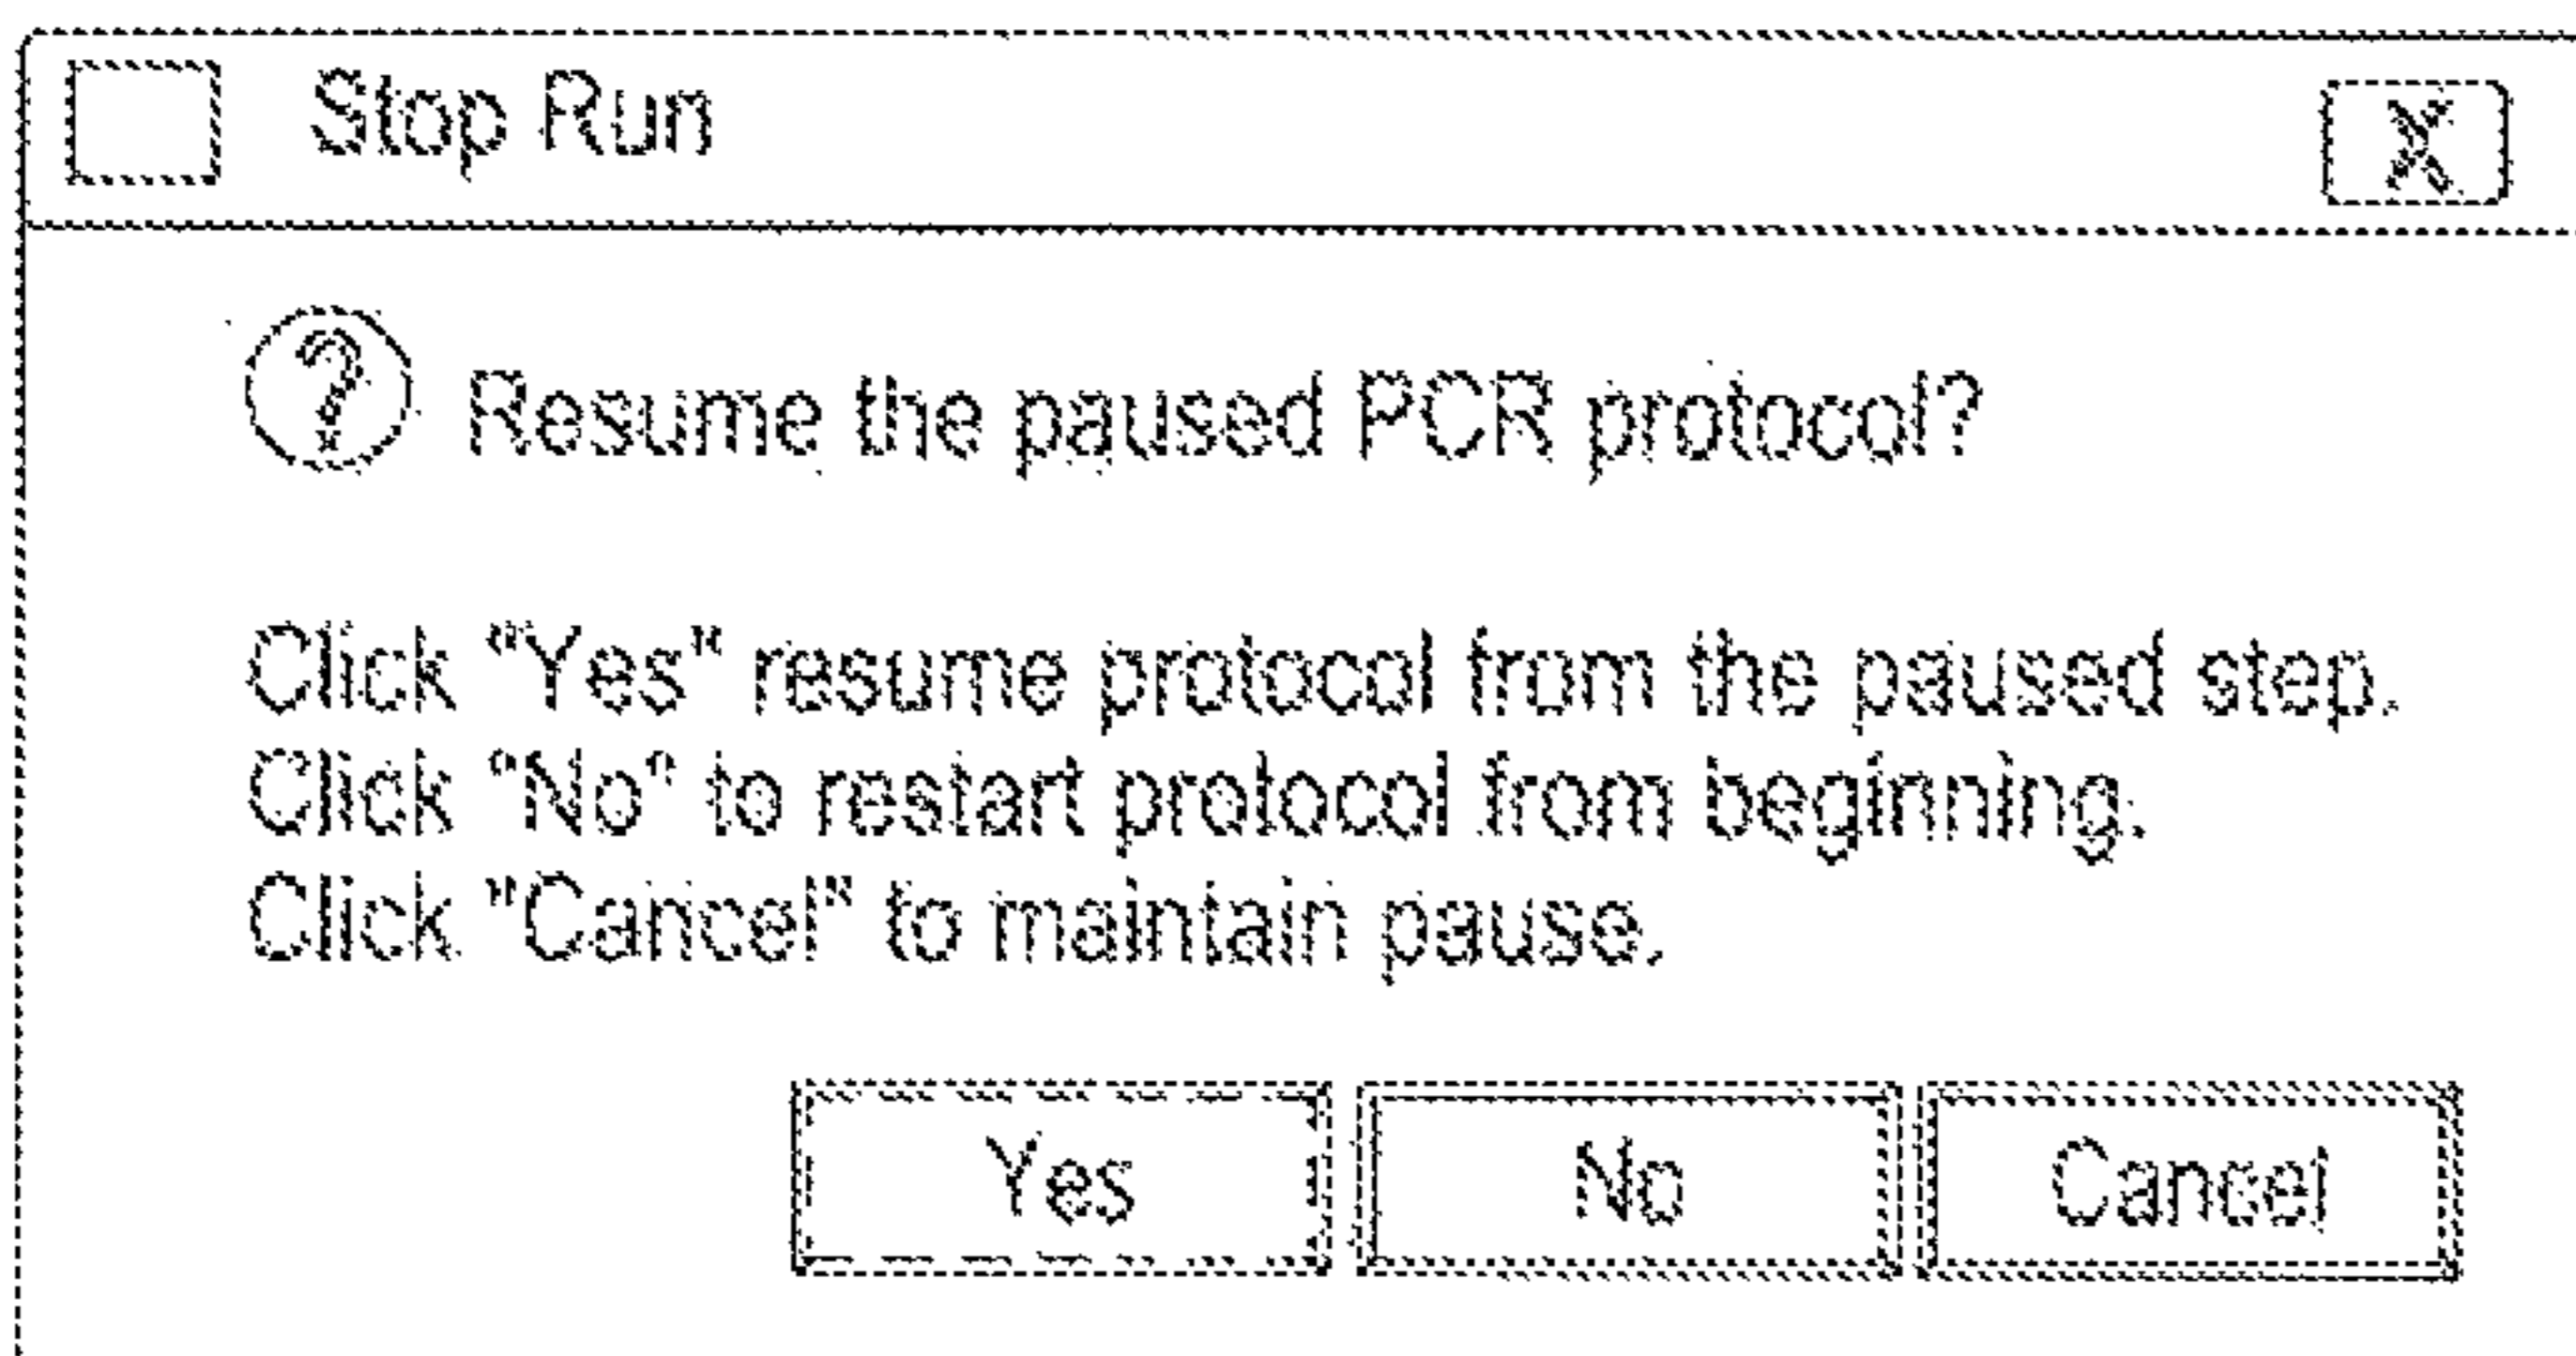 Stop Run
X
? Resume the paused PCR protocol?
Click "Yes" resume protocol from the paused step.
Click "No" to restart protocol from beginning.
Click "Cancel" to maintain pause.
Yes No Cancel